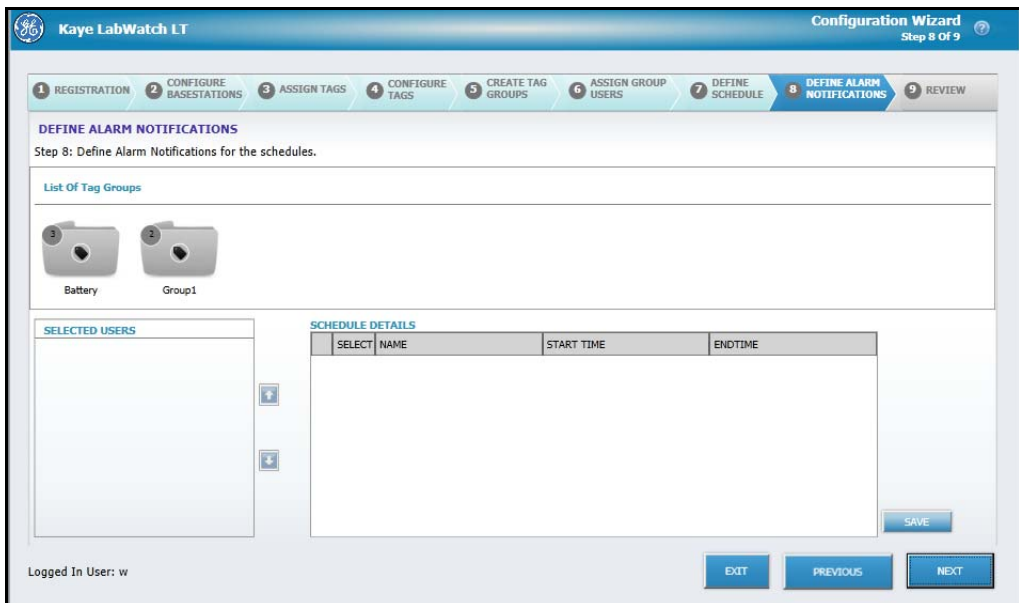 Kaye LabWatch LT
Configuration Wizard
Step 8 Of 9
?
1 REGISTRATION
2 CONFIGURE
BASESTATIONS
3 ASSIGN TAGS
4 CONFIGURE
TAGS
5 CREATE TAG
GROUPS
6 ASSIGN GROUP
USERS
7 DEFINE
SCHEDULE
8 DEFINE ALARM
NOTIFICATIONS
9 REVIEW
DEFINE ALARM NOTIFICATIONS
Step 8: Define Alarm Notifications for the schedules.
List Of Tag Groups
3
2
Battery
Group1
SELECTED USERS
SCHEDULE DETAILS
SELECT NAME START TIME ENDTIME
SAVE
Logged In User: w
EXIT
PREVIOUS
NEXT